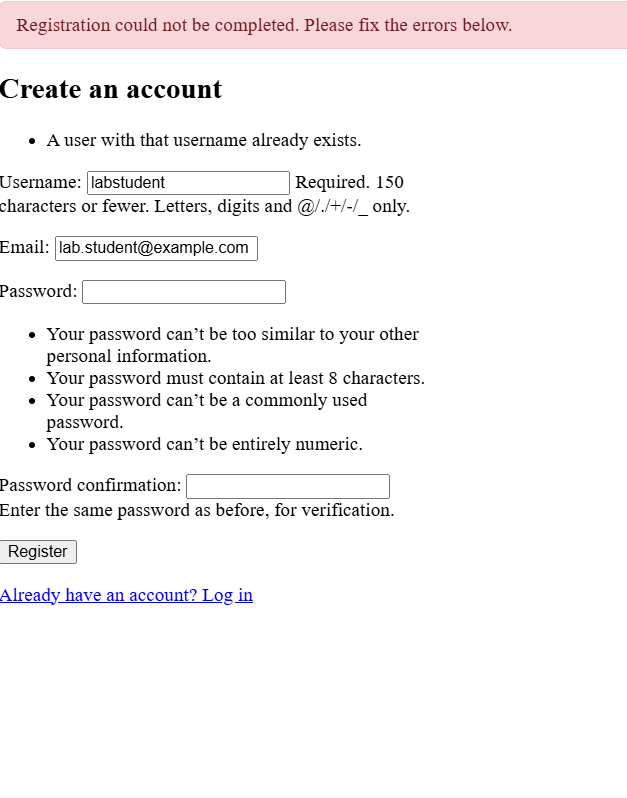 Registration could not be completed. Please fix the errors below.
Create an account
A user with that username already exists.
Username: labstudent Required. 150
characters or fewer. Letters, digits and @/./+/-/_ only.
Email: lab.student@example.com
Password:
Your password can’t be too similar to your other
personal information.
Your password must contain at least 8 characters.
Your password can’t be a commonly used
password.
Your password can’t be entirely numeric.
Password confirmation:
Enter the same password as before, for verification.
Register
Already have an account? Log in